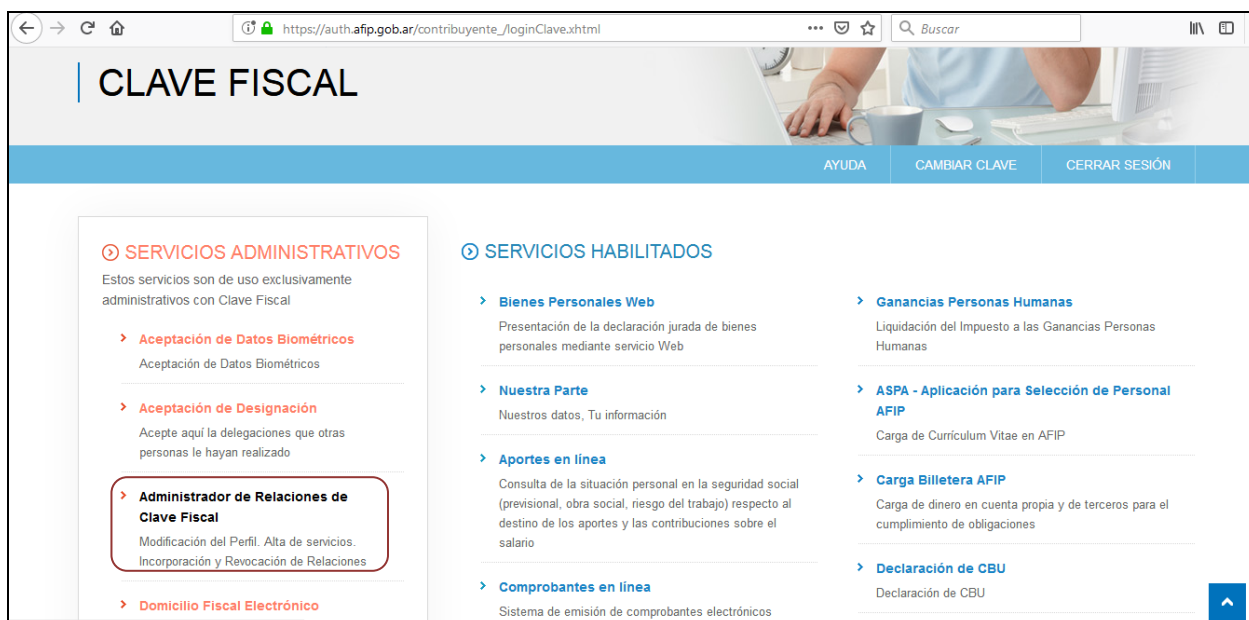 https://auth.afip.gob.ar/contribuyente_/loginClave.xhtml
Buscar
CLAVE FISCAL
AYUDA
CAMBIAR CLAVE
CERRAR SESIÓN
SERVICIOS ADMINISTRATIVOS
Estos servicios son de uso exclusivamente
administrativos con Clave Fiscal
Aceptación de Datos Biométricos
Aceptación de Datos Biométricos
Aceptación de Designación
Acepte aquí la delegaciones que otras
personas le hayan realizado
Administrador de Relaciones de
Clave Fiscal
Modificación del Perfil. Alta de servicios.
Incorporación y Revocación de Relaciones
Domicilio Fiscal Electrónico
SERVICIOS HABILITADOS
Bienes Personales Web
Presentación de la declaración jurada de bienes
personales mediante servicio Web
Nuestra Parte
Nuestros datos, Tu información
Aportes en línea
Consulta de la situación personal en la seguridad social
(previsional, obra social, riesgo del trabajo) respecto al
destino de los aportes y las contribuciones sobre el
salario
Comprobantes en línea
Sistema de emisión de comprobantes electrónicos
Ganancias Personas Humanas
Liquidación del Impuesto a las Ganancias Personas
Humanas
ASPA - Aplicación para Selección de Personal
AFIP
Carga de Currículum Vitae en AFIP
Carga Billetera AFIP
Carga de dinero en cuenta propia y de terceros para el
cumplimiento de obligaciones
Declaración de CBU
Declaración de CBU